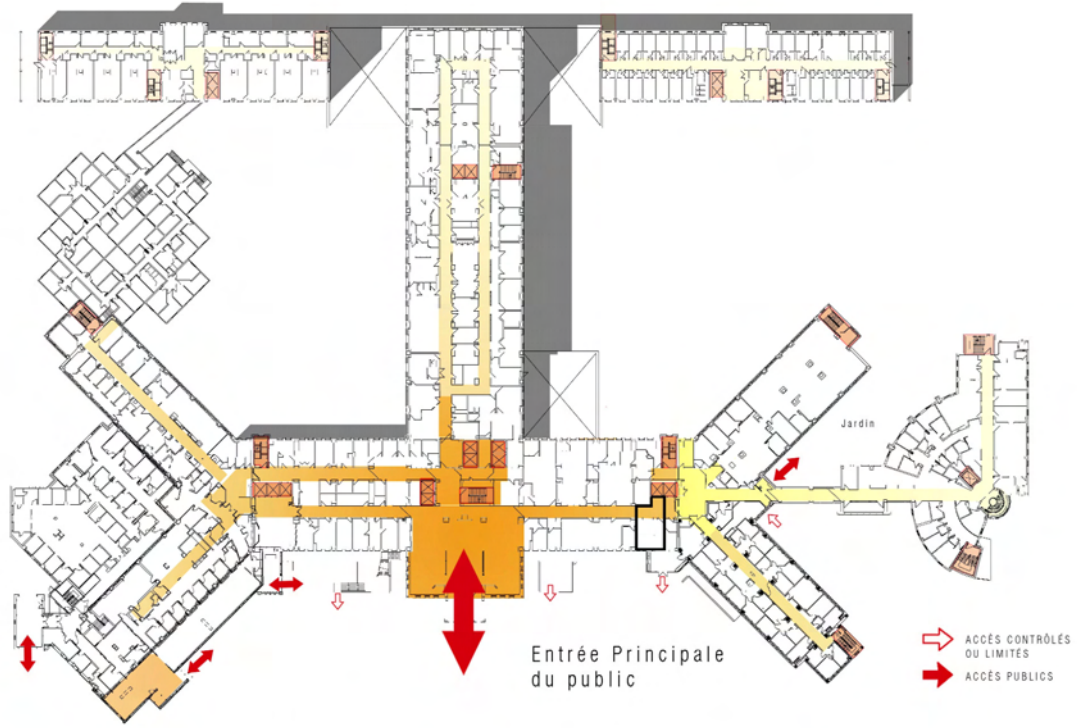 Jardin
Entrée Principale
du public
ACCÈS CONTRÔLÉS
OU LIMITÉS
ACCÈS PUBLICS